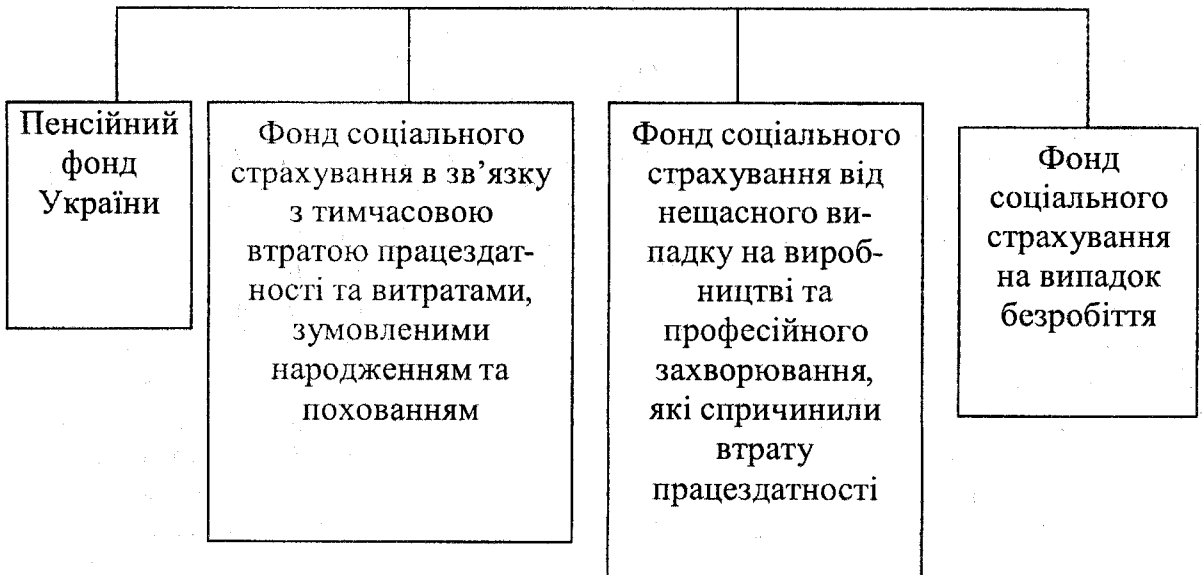 Пенсійний
фонд
України
Фонд соціального
страхування в зв’язку
з тимчасовою
втратою працездат-
ності та витратами,
зумовленими
народженням та
похованням
Фонд соціального
страхування від
нещасного ви-
падку на вироб-
ництві та
професійного
захворювання,
які спричинили
втрату
працездатності
Фонд
соціального
страхування
на випадок
безробіття